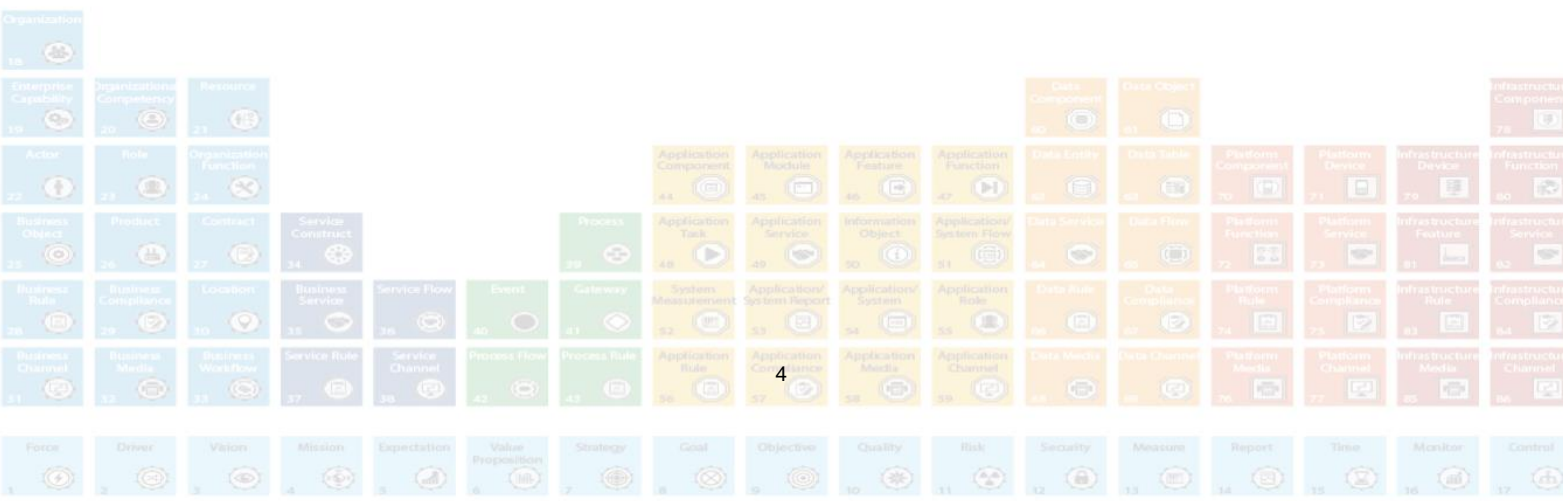 Organization
18
Enterprise
Capability
19
Organizationa
Competency
20
Resource
21
Data
Component
60
Data Object
61
nfrastructu
Componen
78
Actor
22
Role
23
Organization
Function
24
Application
Component
44
Application
Module
45
Application
Feature
46
Application
Function
47
Data Entity
62
Data Table
63
Platform
Component
70
Platform
Device
71
Infrastructure
Device
79
Infrastructu
Function
80
Business
Object
25
Product
26
Contract
27
Service
Construct
34
Process
39
Application
Task
48
Application
Service
49
Information
Object
50
Application/
System Flow
51
Data Service
64
Data Flow
65
Platform
Function
72
Platform
Service
73
Infrastructure
Feature
81
Infrastructu
Service
82
Business
Rule
28
Business
Compliance
29
Location
30
Business
Service
35
Service Flow
36
Event
40
Gateway
41
System
Measurement
52
Application/
System Report
53
Application/
System
54
Application
Role
55
Data Rule
66
Data
Compliance
67
Platform
Rule
74
Platform
Compliance
75
Infrastructure
Rule
83
Infrastructu
Complianc
84
Business
Channel
31
Business
Media
32
Business
Workflow
33
Service Rule
37
Service
Channel
38
Process Flow
42
Process Rule
43
Application
Rule
56
Application
Compliance
4
57
Application
Media
58
Application
Channel
59
Data Media
68
Data Channel
69
Platform
Media
76
Platform
Channel
77
Infrastructure
Media
85
Infrastructu
Channel
86
Force
1
Driver
2
Vision
3
Mission
4
Expectation
5
Value
Proposition
6
Strategy
7
Goal
8
Objective
9
Quality
10
Risk
11
Security
12
Measure
13
Report
14
Time
15
Monitor
16
Control
17